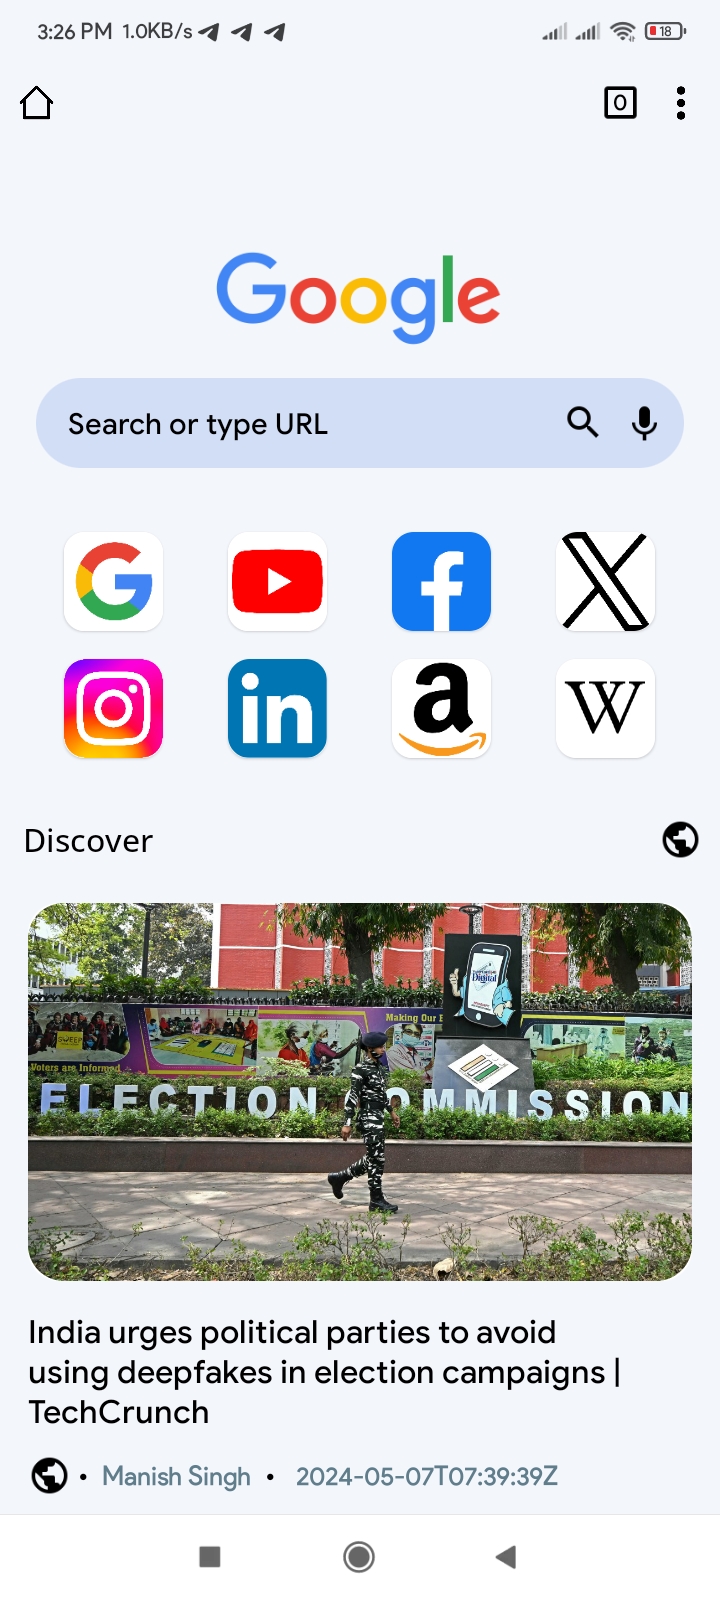 3:26 PM 1.0KB/s 18
0
Google
Search or type URL
in
a
W
Discover
Digital
Making Our E
SVEEP
Voters are Informed
ELECTION COMMISSION
India urges political parties to avoid
using deepfakes in election campaigns |
TechCrunch
• Manish Singh • 2024-05-07T07:39:39Z